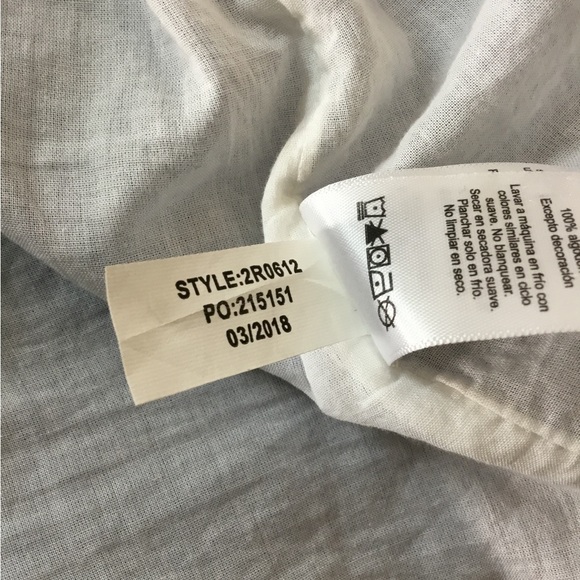 STYLE:2R0612
PO:215151
03/2018
100%
Excepto decoración
Lavar a máquina en frío con
colores similares en ciclo
suave. No blanquear.
Secar en secadora suave.
Planchar solo en frío.
No limpiar en seco.